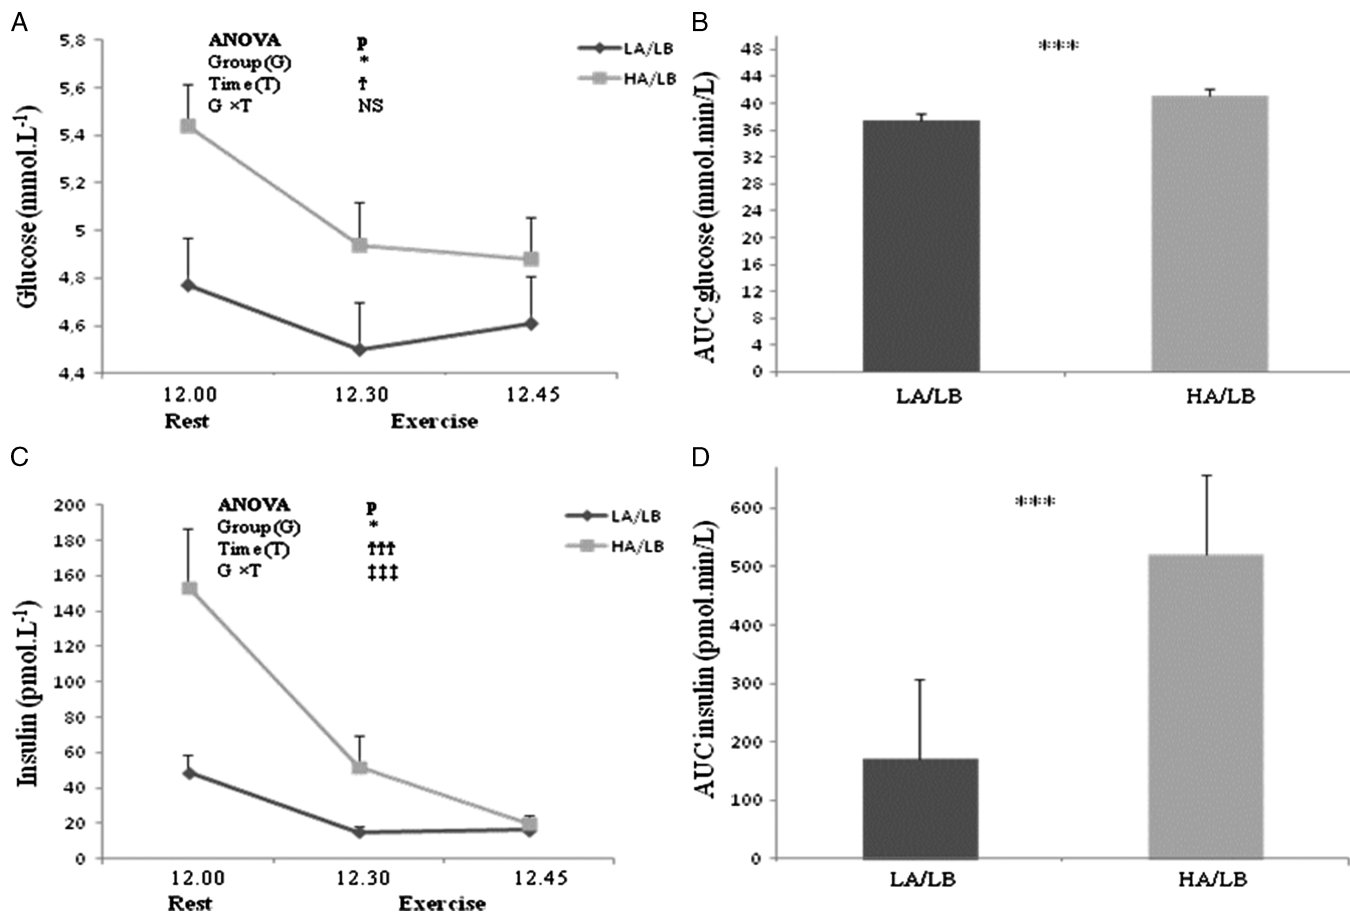 A
5,8
5,6
5,4
5,2
5
4,8
4,6
4,4
Glucose (mmol.L-1)
ANOVA p
Group (G) *
Time (T) †
G ×T NS
LA/LB
HA/LB
12.00 12.30 12.45
Rest Exercise
B
48
44
40
36
32
28
24
20
16
12
8
4
0
AUC glucose (mmol.min/L)
***
LA/LB HA/LB
C
200
180
160
140
120
100
80
60
40
20
0
Insulin (pmol.L-1)
ANOVA p
Group (G) *
Time (T) †††
G ×T ‡‡‡
LA/LB
HA/LB
12.00 12.30 12.45
Rest Exercise
D
600
500
400
300
200
100
0
AUC insulin (pmol.min/L)
***
LA/LB HA/LB